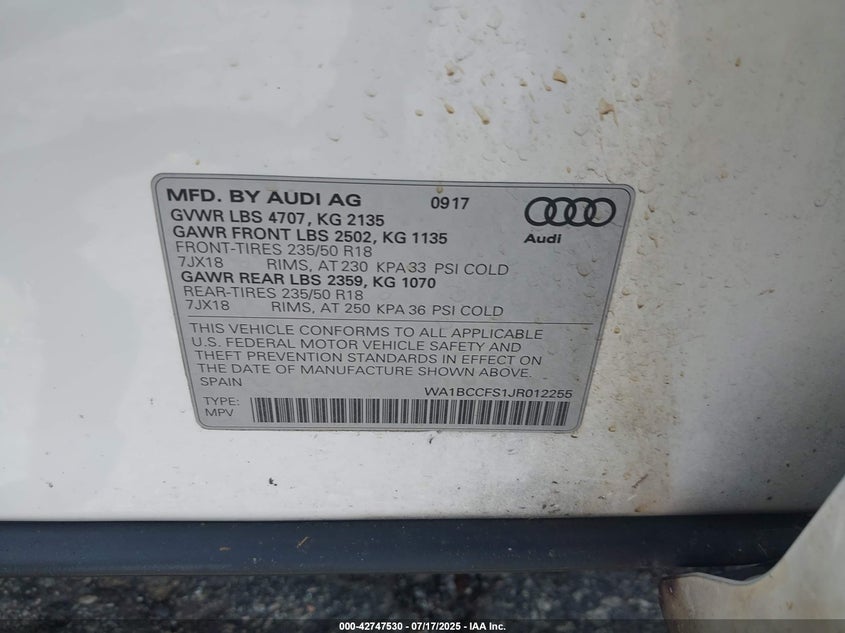 MFD. BY AUDI AG 0917
GVWR LBS 4707, KG 2135
GAWR FRONT LBS 2502, KG 1135
Audi
FRONT-TIRES 235/50 R18
7JX18 RIMS, AT 230 KPA 33 PSI COLD
GAWR REAR LBS 2359, KG 1070
REAR-TIRES 235/50 R18
7JX18 RIMS, AT 250 KPA 36 PSI COLD
THIS VEHICLE CONFORMS TO ALL APPLICABLE
U.S. FEDERAL MOTOR VEHICLE SAFETY AND
THEFT PREVENTION STANDARDS IN EFFECT ON
THE DATE OF MANUFACTURE SHOWN ABOVE.
SPAIN
WA1BCCFS1JR012255
TYPE:
MPV
000-42747530 - 07/17/2025 - IAA Inc.